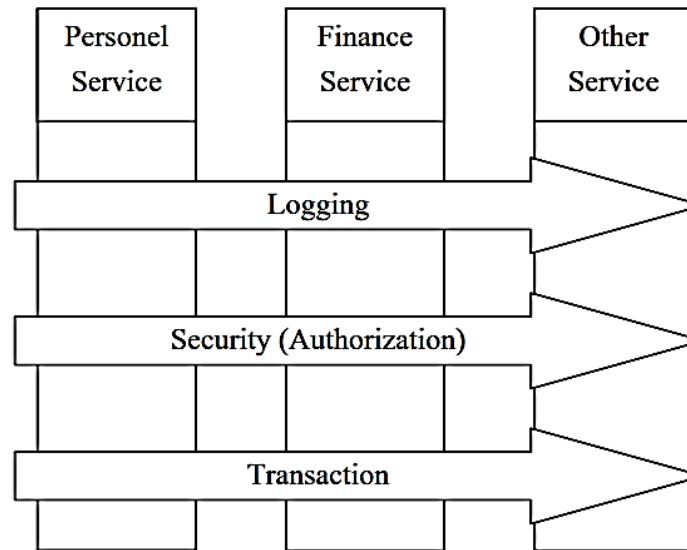 Personel
Service
Finance
Service
Other
Service
Logging
Security (Authorization)
Transaction